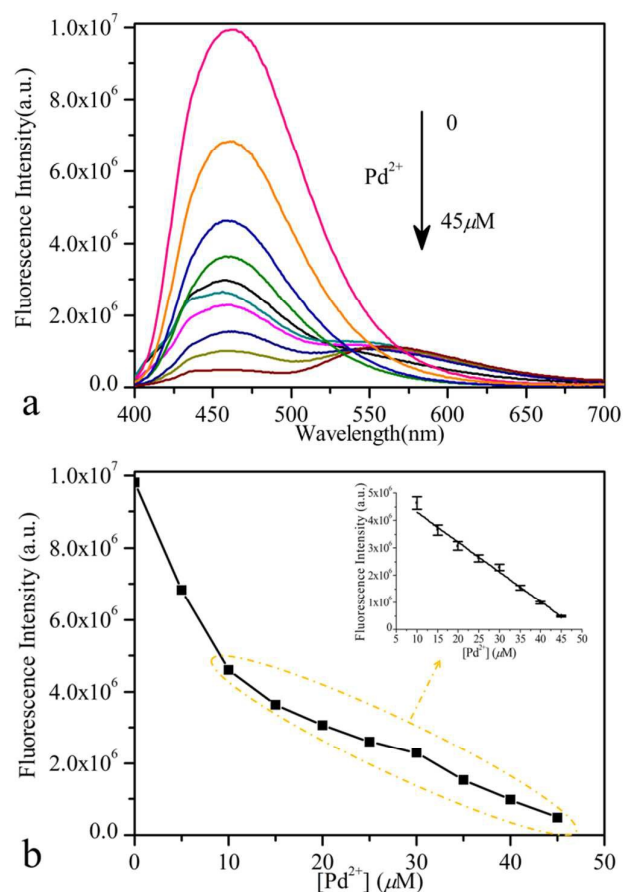 1.0x10⁷
8.0x10⁶
6.0x10⁶
4.0x10⁶
2.0x10⁶
0.0
Fluorescence Intensity(a.u.)
0
Pd²⁺
45μM
400 450 500 550 600 650 700
Wavelength(nm)
a
1.0x10⁷
8.0x10⁶
6.0x10⁶
4.0x10⁶
2.0x10⁶
0.0
Fluorescence Intensity (a.u.)
5x10⁶
4x10⁶
3x10⁶
2x10⁶
1x10⁶
Fluorescence Intensity (a.u.)
5 10 15 20 25 30 35 40 45 50
[Pd²⁺] (μM)
0 10 20 30 40 50
[Pd²⁺] (μM)
b